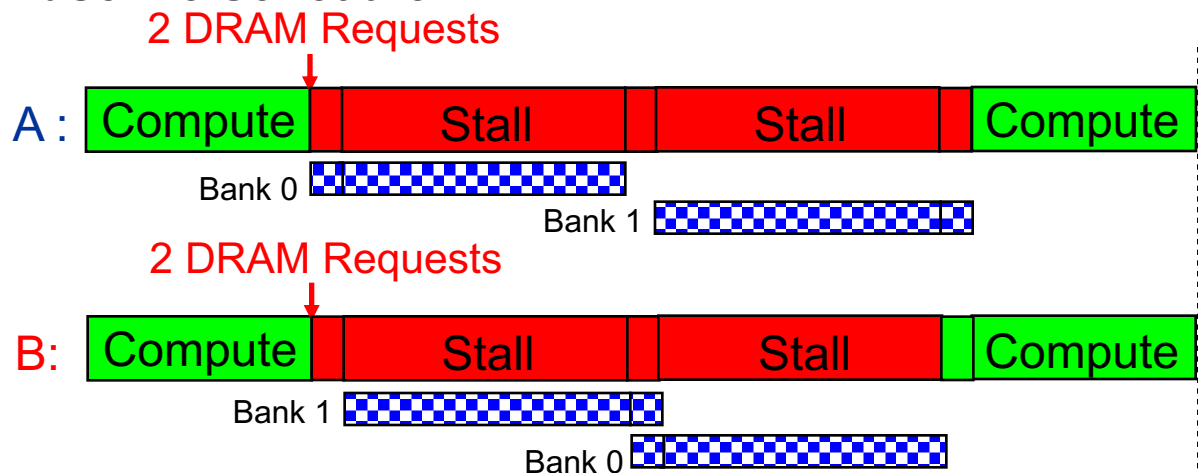 2 DRAM Requests
A : Compute Stall Stall Compute
Bank 0
Bank 1
2 DRAM Requests
B: Compute Stall Stall Compute
Bank 1
Bank 0